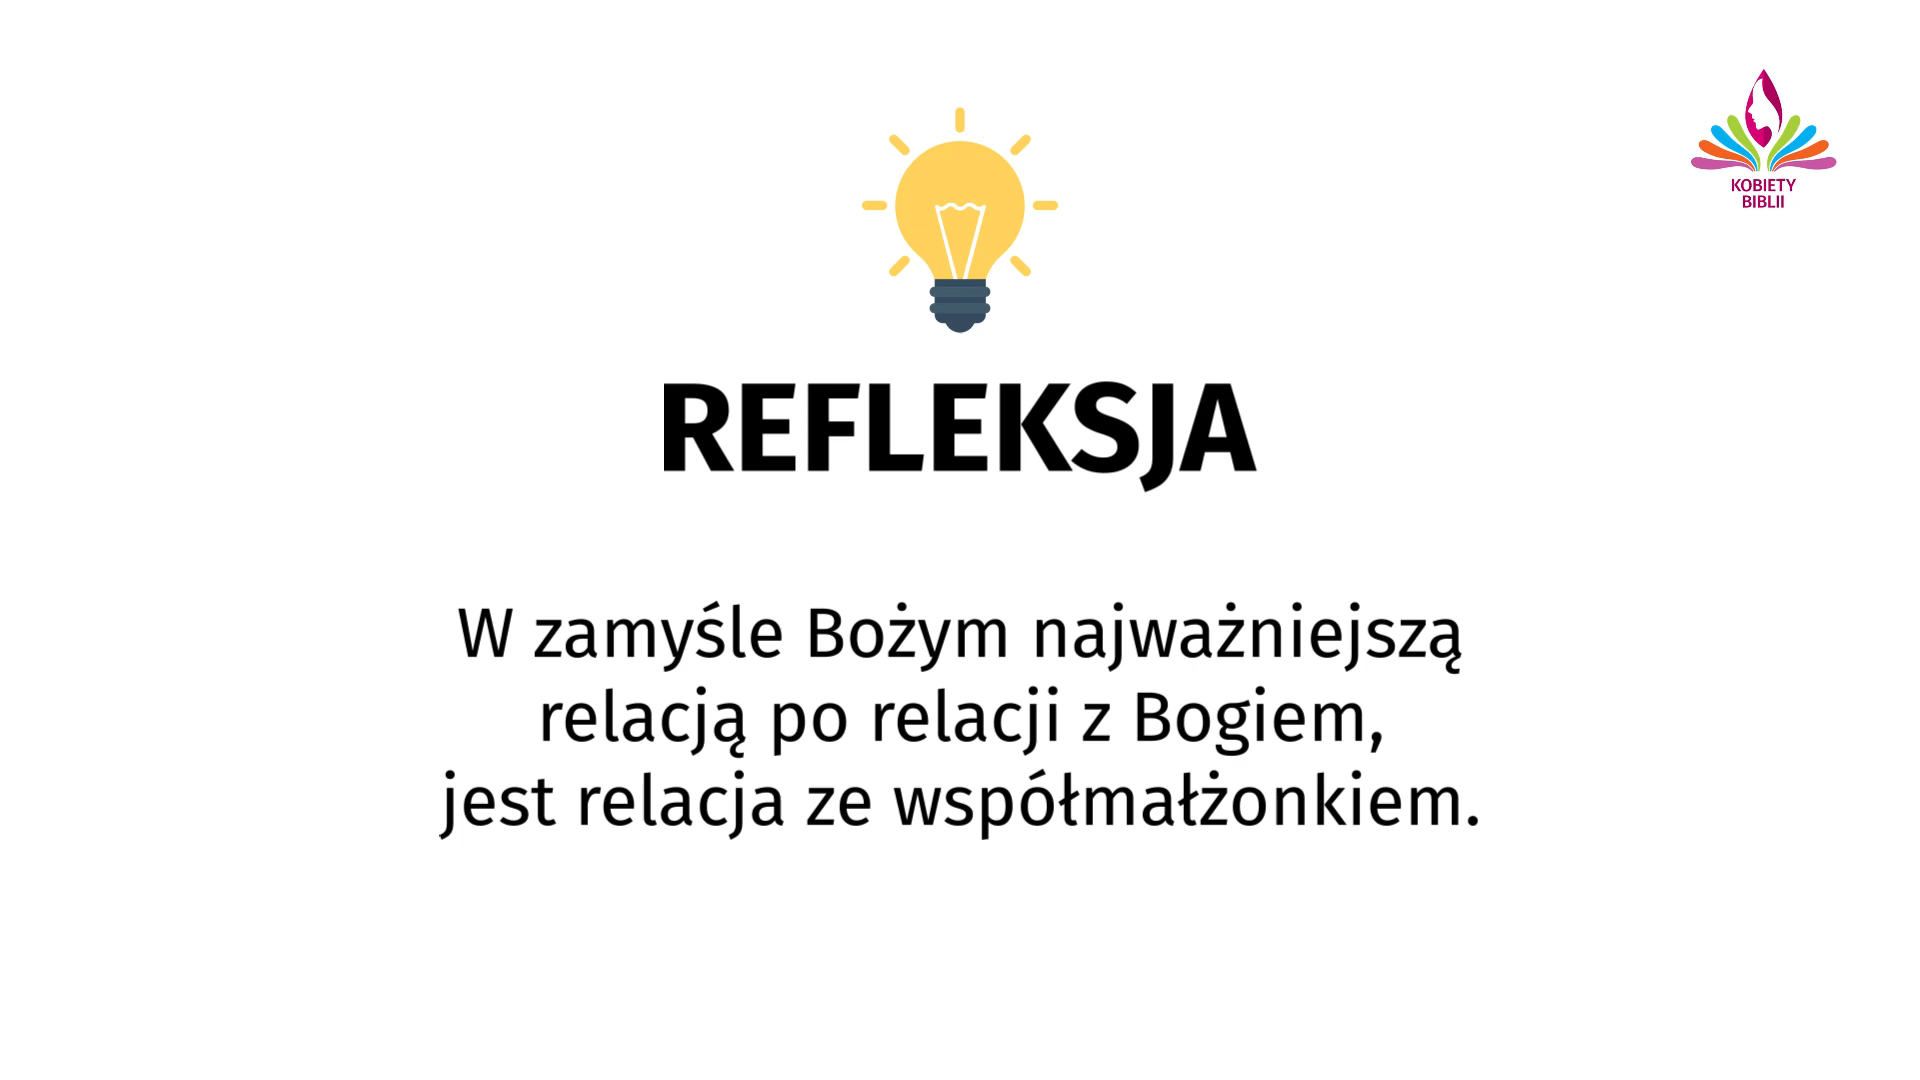 KOBIETY
BIBLII
REFLEKSJA
W zamyśle Bożym najważniejszą
relacją po relacji z Bogiem,
jest relacja ze współmałżonkiem.